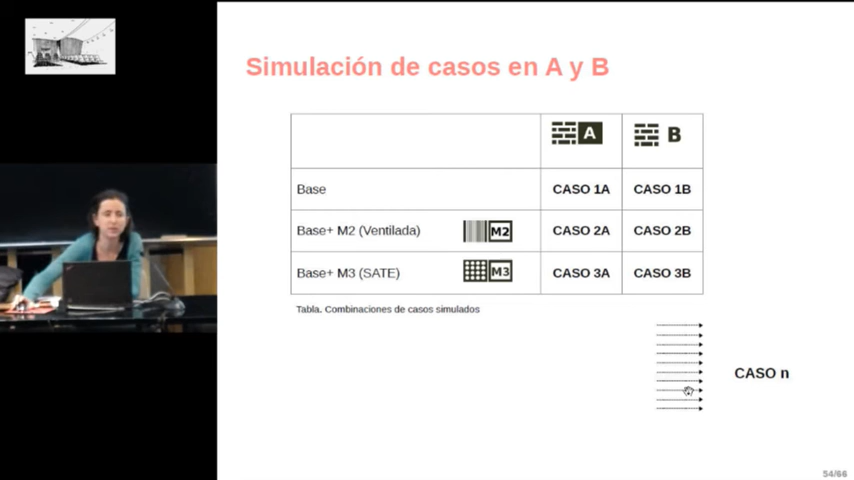 Simulación de casos en A y B
A B
Base CASO 1A CASO 1B
Base+ M2 (Ventilada) M2 CASO 2A CASO 2B
Base+ M3 (SATE) M3 CASO 3A CASO 3B
Tabla. Combinaciones de casos simulados
CASO n
54/66